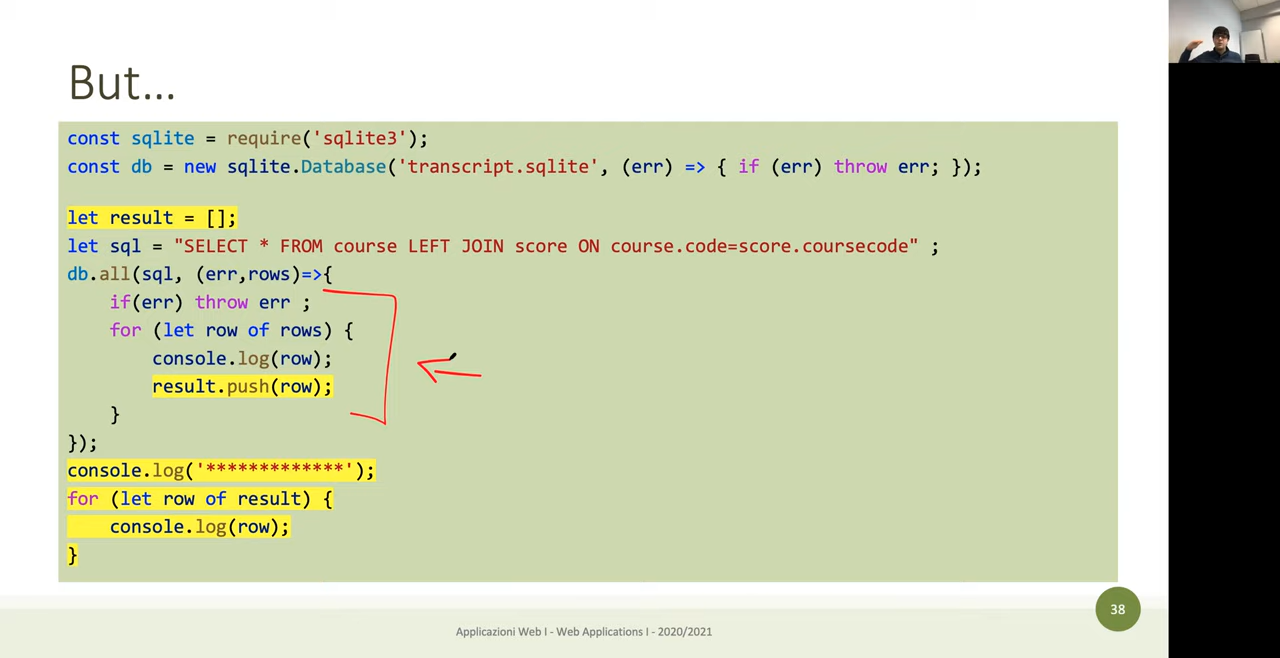 But...
const sqlite = require('sqlite3');
const db = new sqlite.Database('transcript.sqlite', (err) => { if (err) throw err; });
let result = [];
let sql = "SELECT * FROM course LEFT JOIN score ON course.code=score.coursecode" ;
db.all(sql, (err,rows)=>{
    if(err) throw err ;
    for (let row of rows) {
        console.log(row);
        result.push(row);
    }
});
console.log('*************');
for (let row of result) {
    console.log(row);
}
38
Applicazioni Web I - Web Applications I - 2020/2021